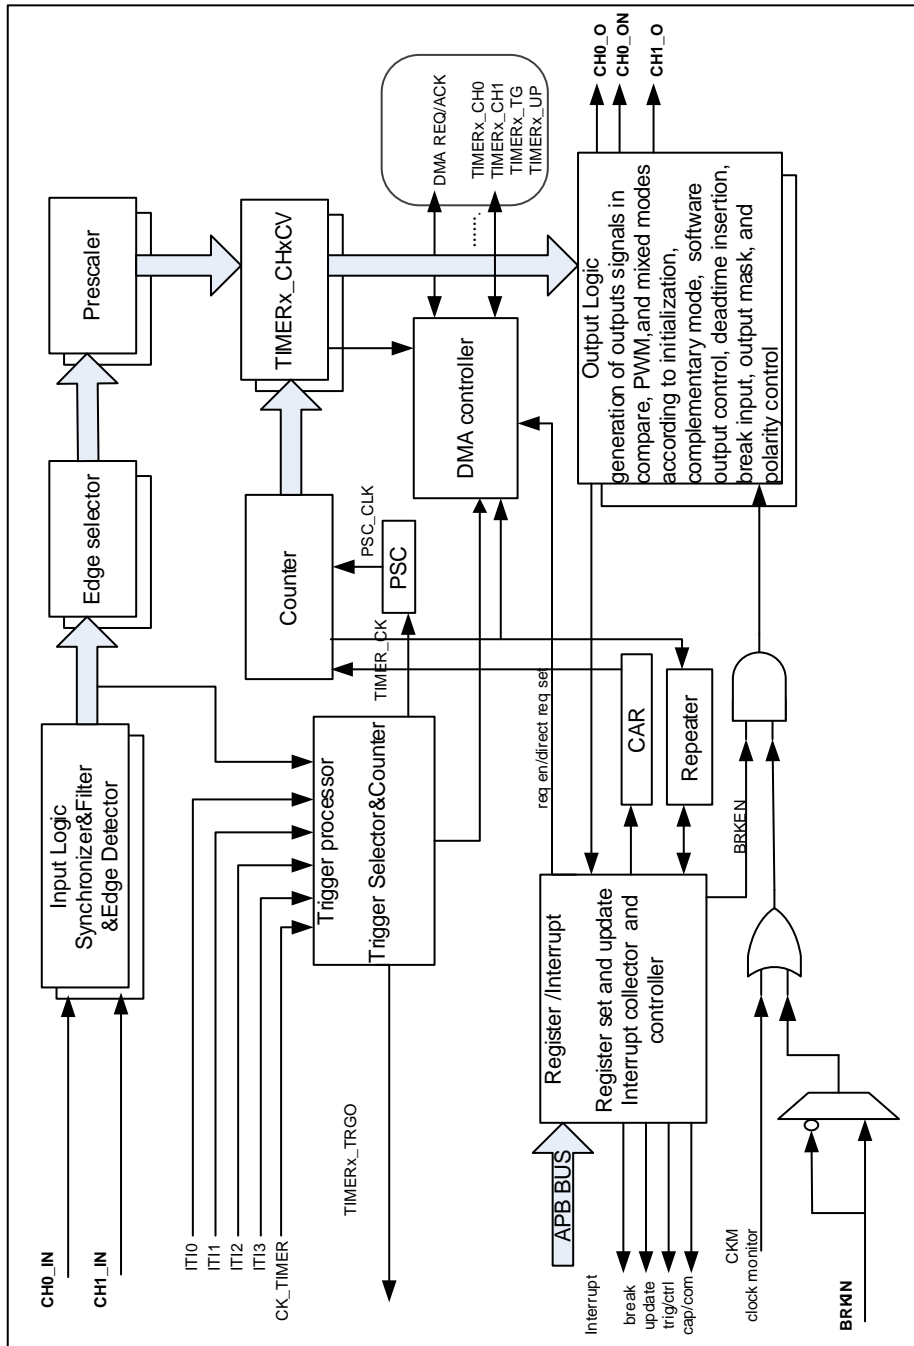 CH0_IN
CH1_IN
Input Logic
Synchronizer&Filter
&Edge Detector
Edge selector
Prescaler
ITI0
ITI1
ITI2
ITI3
CK_TIMER
Trigger processor
Trigger Selector&Counter
TIMERx_TRGO
TIMER_CK
PSC
PSC_CLK
Counter
TIMERx_CHxCV
DMA REQ/ACK
TIMERx_CH0
TIMERx_CH1
TIMERx_TG
TIMERx_UP
.......
DMA controller
req en/direct req set
APB BUS
Register /Interrupt
Register set and update
Interrupt collector and
controller
CAR
Repeater
Interrupt
break
update
trig/ctrl
cap/com
Output Logic
generation of outputs signals in
compare, PWM,and mixed modes
according to initialization,
complementary mode, software
output control, deadtime insertion,
break input, output mask, and
polarity control
CH0_O
CH0_ON
CH1_O
BRKEN
CKM
clock monitor
BRKIN